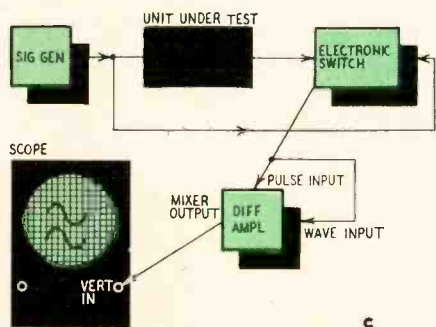 UNIT UNDER TEST
SIG GEN
ELECTRONIC
SWITCH
SCOPE
PULSE INPUT
MIXER
OUTPUT
DIFF
AMPL
WAVE INPUT
VERT
IN
c